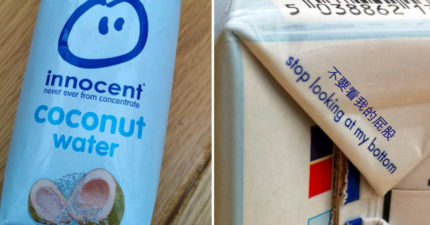 innocent
never ever from concentrate
coconut
water
不要看我的屁股
stop looking at my bottom